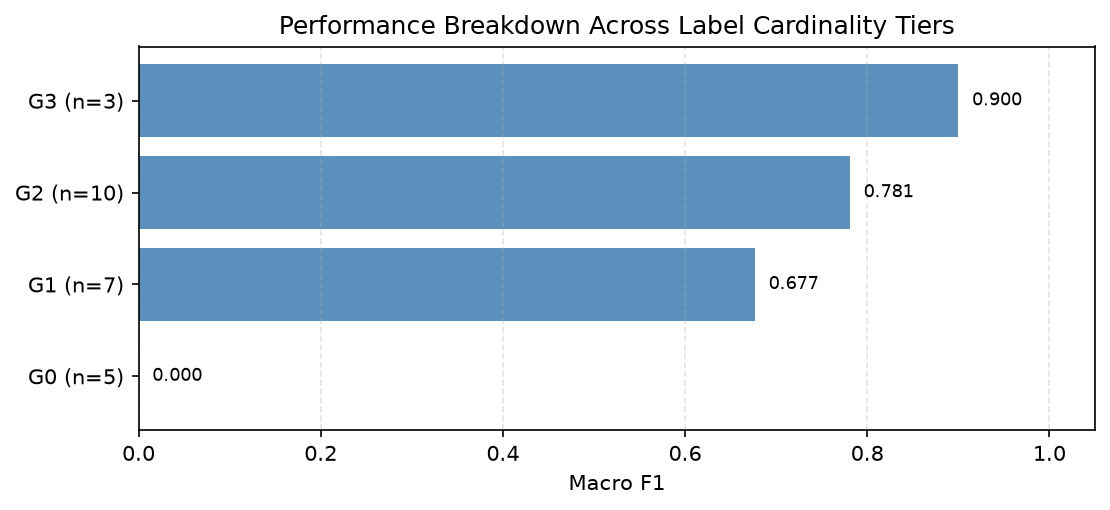 Performance Breakdown Across Label Cardinality Tiers
G3 (n=3)
0.900
G2 (n=10)
0.781
G1 (n=7)
0.677
G0 (n=5)
0.000
0.0 0.2 0.4 0.6 0.8 1.0
Macro F1